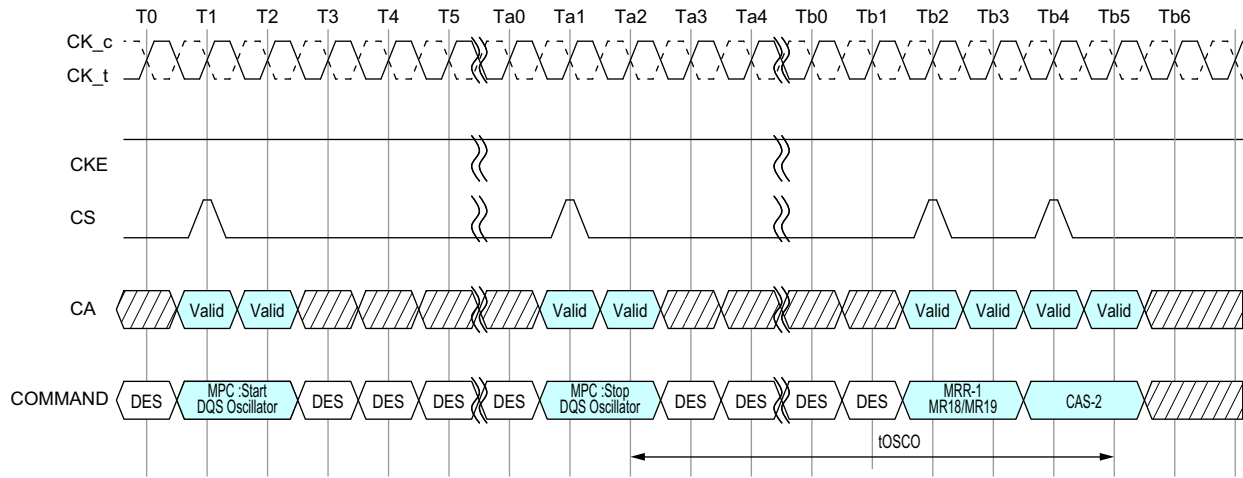 T0 T1 T2 T3 T4 T5 Ta0 Ta1 Ta2 Ta3 Ta4 Tb0 Tb1 Tb2 Tb3 Tb4 Tb5 Tb6
CK_c
CK_t
CKE
CS
CA Valid Valid Valid Valid Valid Valid Valid Valid
COMMAND DES MPC :Start DES DES DES DES MPC :Stop DES DES DES DES MRR-1 CAS-2
DQS Oscillator DQS Oscillator MR18/MR19
tOSCO